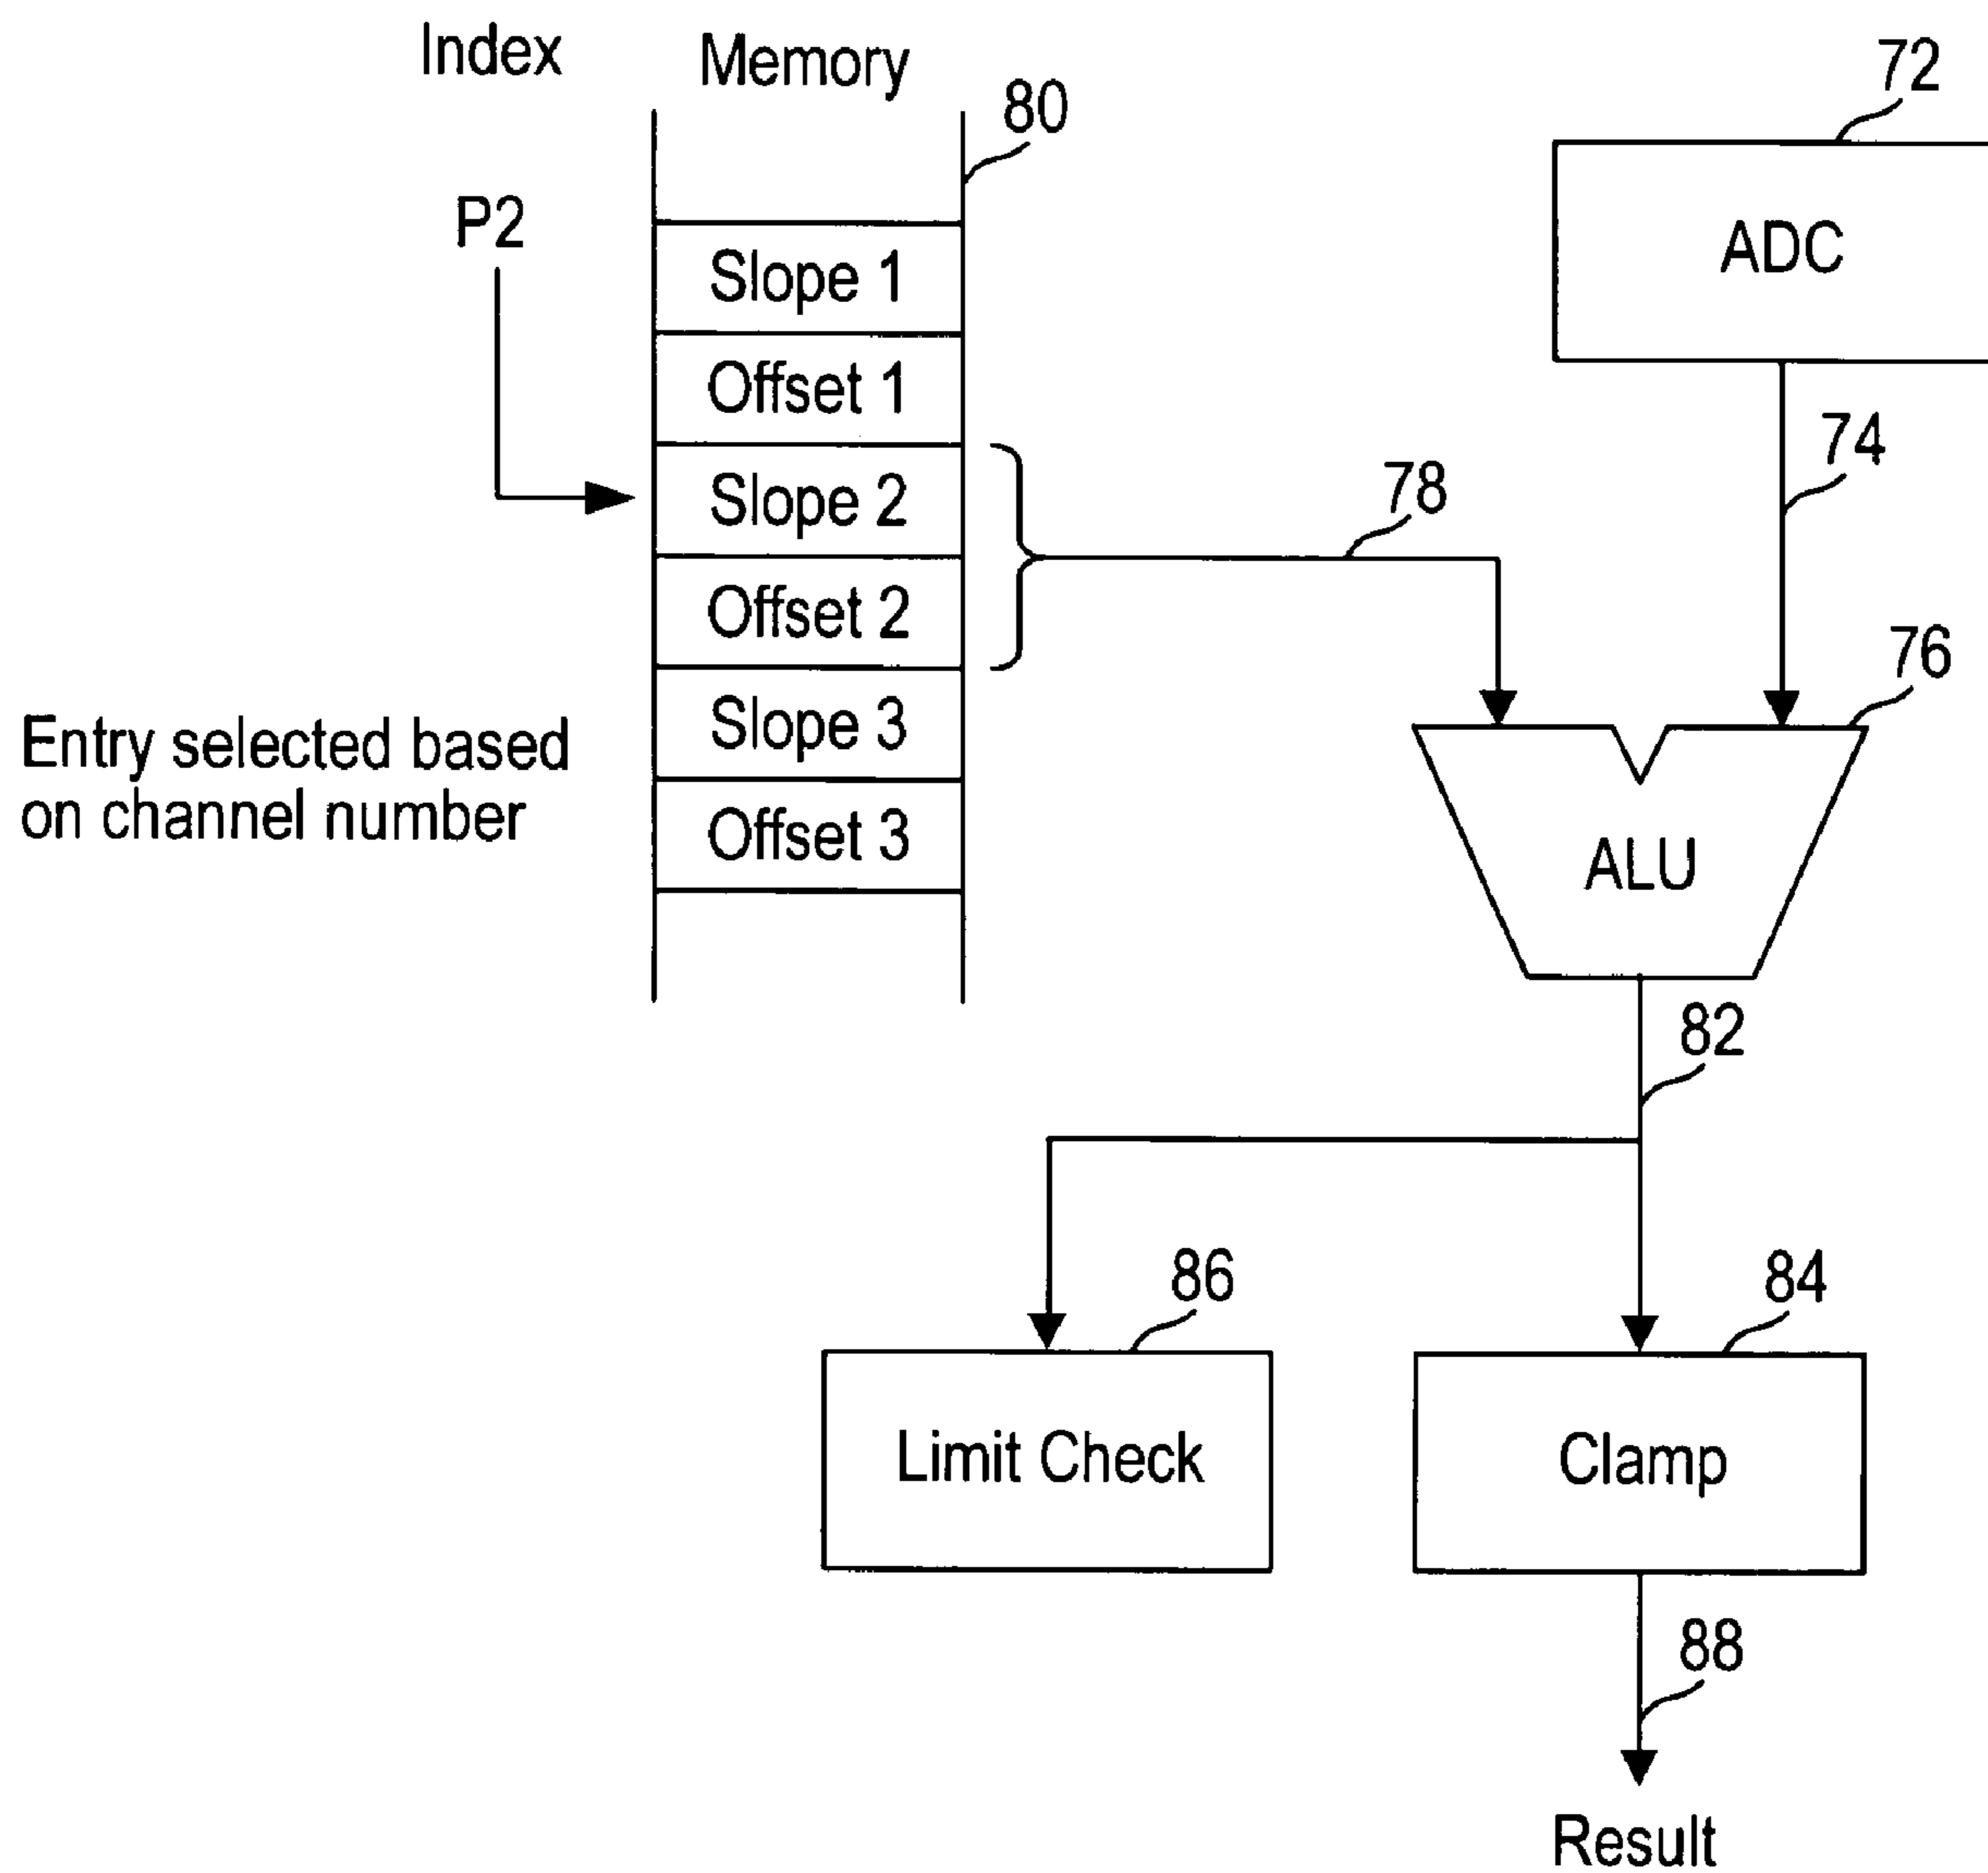 Index
Memory
80
72
P2
ADC
Slope 1
Offset 1
74
Slope 2
78
Offset 2
76
Slope 3
Entry selected based
on channel number
Offset 3
ALU
82
86
84
Limit Check
Clamp
88
Result